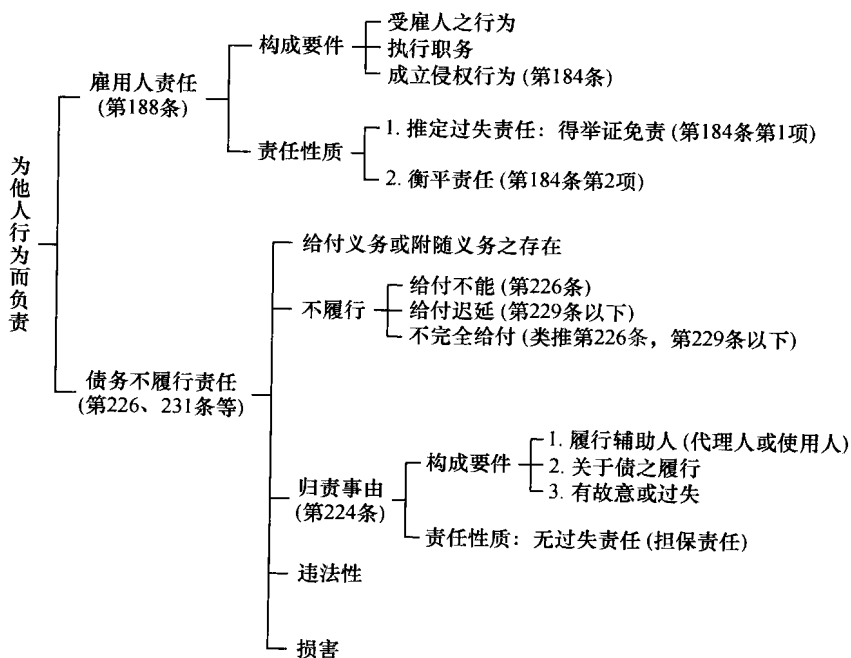 为他人行为而负责
雇用人责任
(第188条)
构成要件
受雇人之行为
执行职务
成立侵权行为 (第184条)
责任性质
1. 推定过失责任：得举证免责 (第184条第1项)
2. 衡平责任 (第184条第2项)
债务不履行责任
(第226、231条等)
给付义务或附随义务之存在
不履行
给付不能 (第226条)
给付迟延 (第229条以下)
不完全给付 (类推第226条，第229条以下)
归责事由
(第224条)
构成要件
1. 履行辅助人 (代理人或使用人)
2. 关于债之履行
3. 有故意或过失
责任性质：无过失责任 (担保责任)
违法性
损害